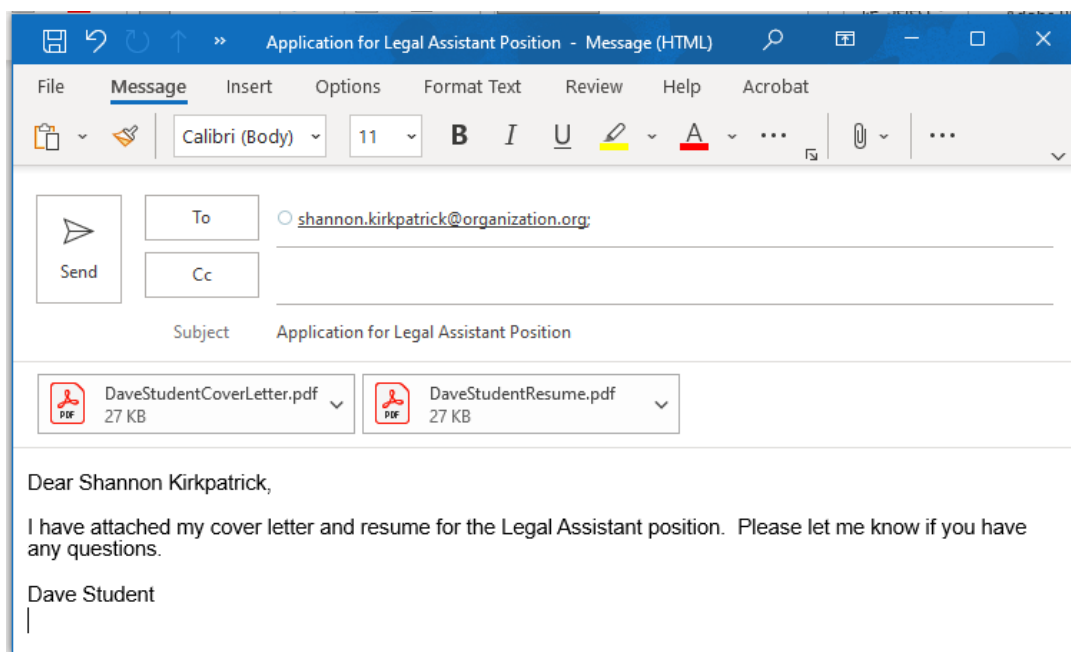 Application for Legal Assistant Position - Message (HTML)
File Message Insert Options Format Text Review Help Acrobat
Calibri (Body) 11 B I U A
To shannon.kirkpatrick@organization.org;
Send Cc
Subject Application for Legal Assistant Position
DaveStudentCoverLetter.pdf DaveStudentResume.pdf
PDF 27 KB PDF 27 KB
Dear Shannon Kirkpatrick,
I have attached my cover letter and resume for the Legal Assistant position.  Please let me know if you have
any questions.
Dave Student